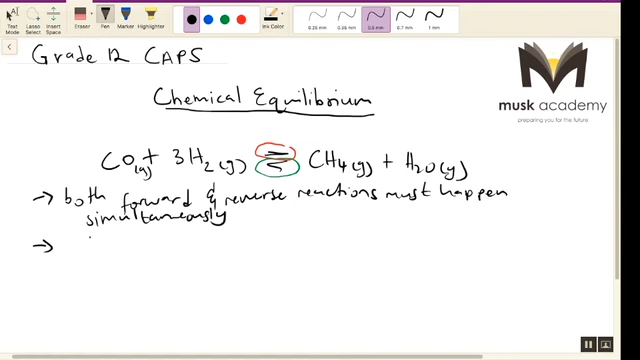 Text Mode
Lasso Select
Insert Space
Eraser
Pen
Marker
Highlighter
0.25 mm
0.35 mm
0.5 mm
0.7 mm
1 mm
Grade 12 CAPS
musk academy
preparing you for the future
Chemical Equilibrium
CO(g) + 3H2(g) ⇌ CH4(g) + H2O(g)
→ both forward & reverse reactions must happen
simultaneously
→